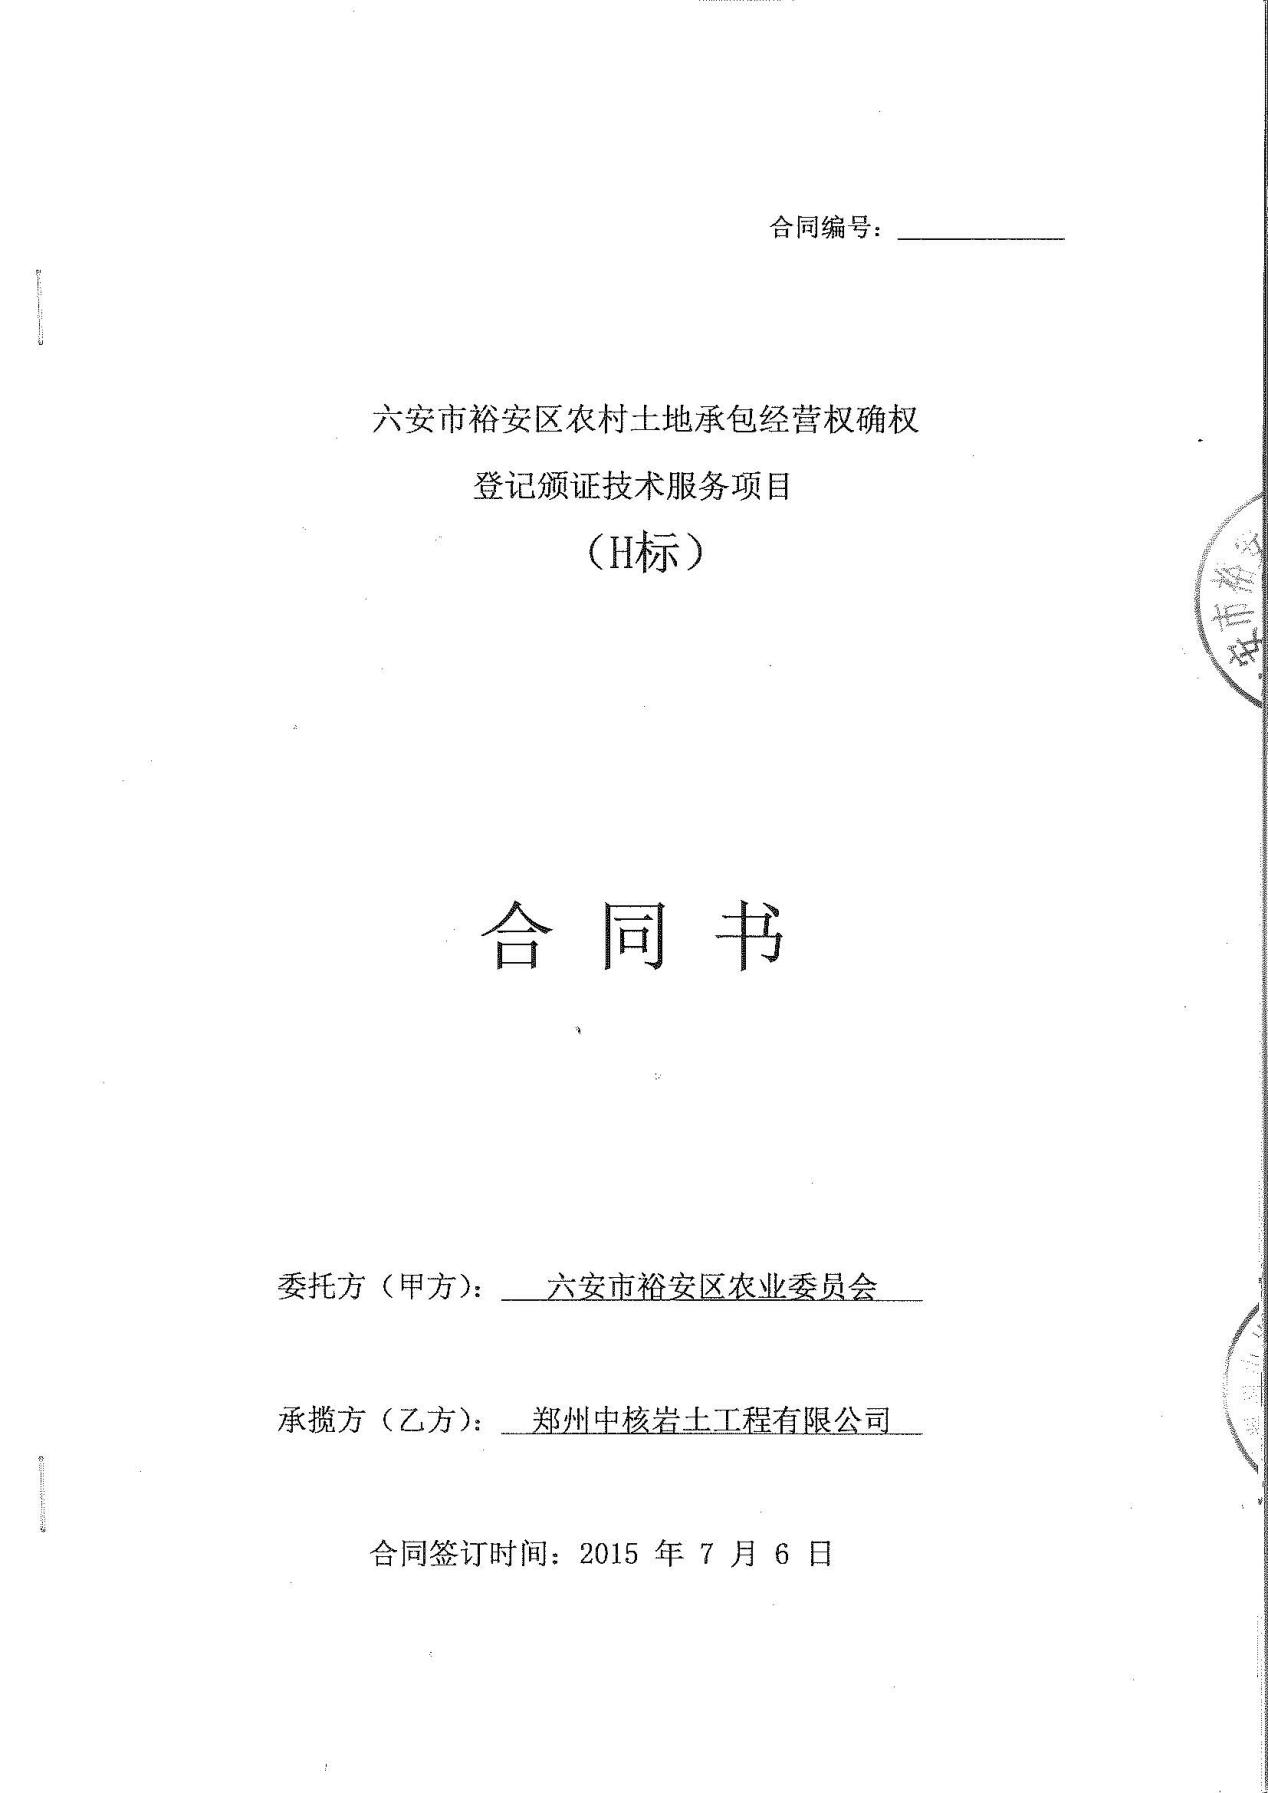 合同编号：
六安市裕安区农村土地承包经营权确权
登记颁证技术服务项目
（H标）
合同书
委托方（甲方）： 六安市裕安区农业委员会
承揽方（乙方）： 郑州中核岩土工程有限公司
合同签订时间：2015 年 7 月 6 日
安市裕安